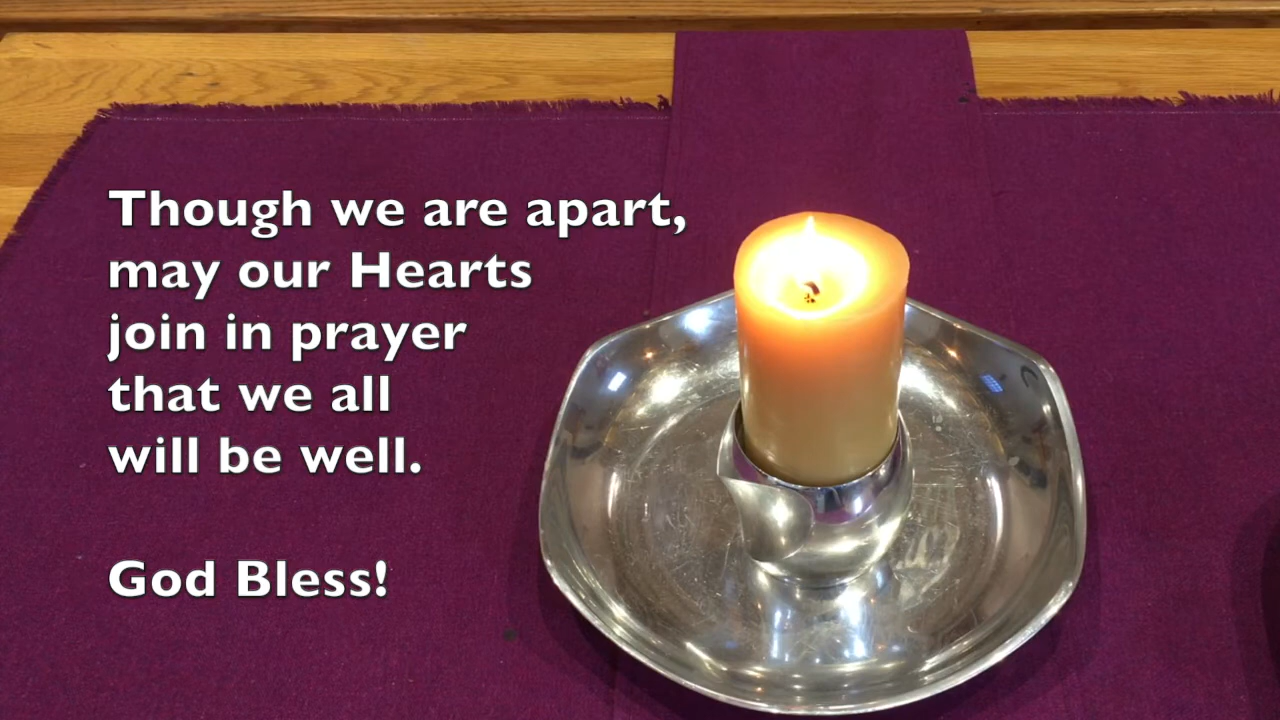 Though we are apart,
may our Hearts
join in prayer
that we all
will be well.
God Bless!